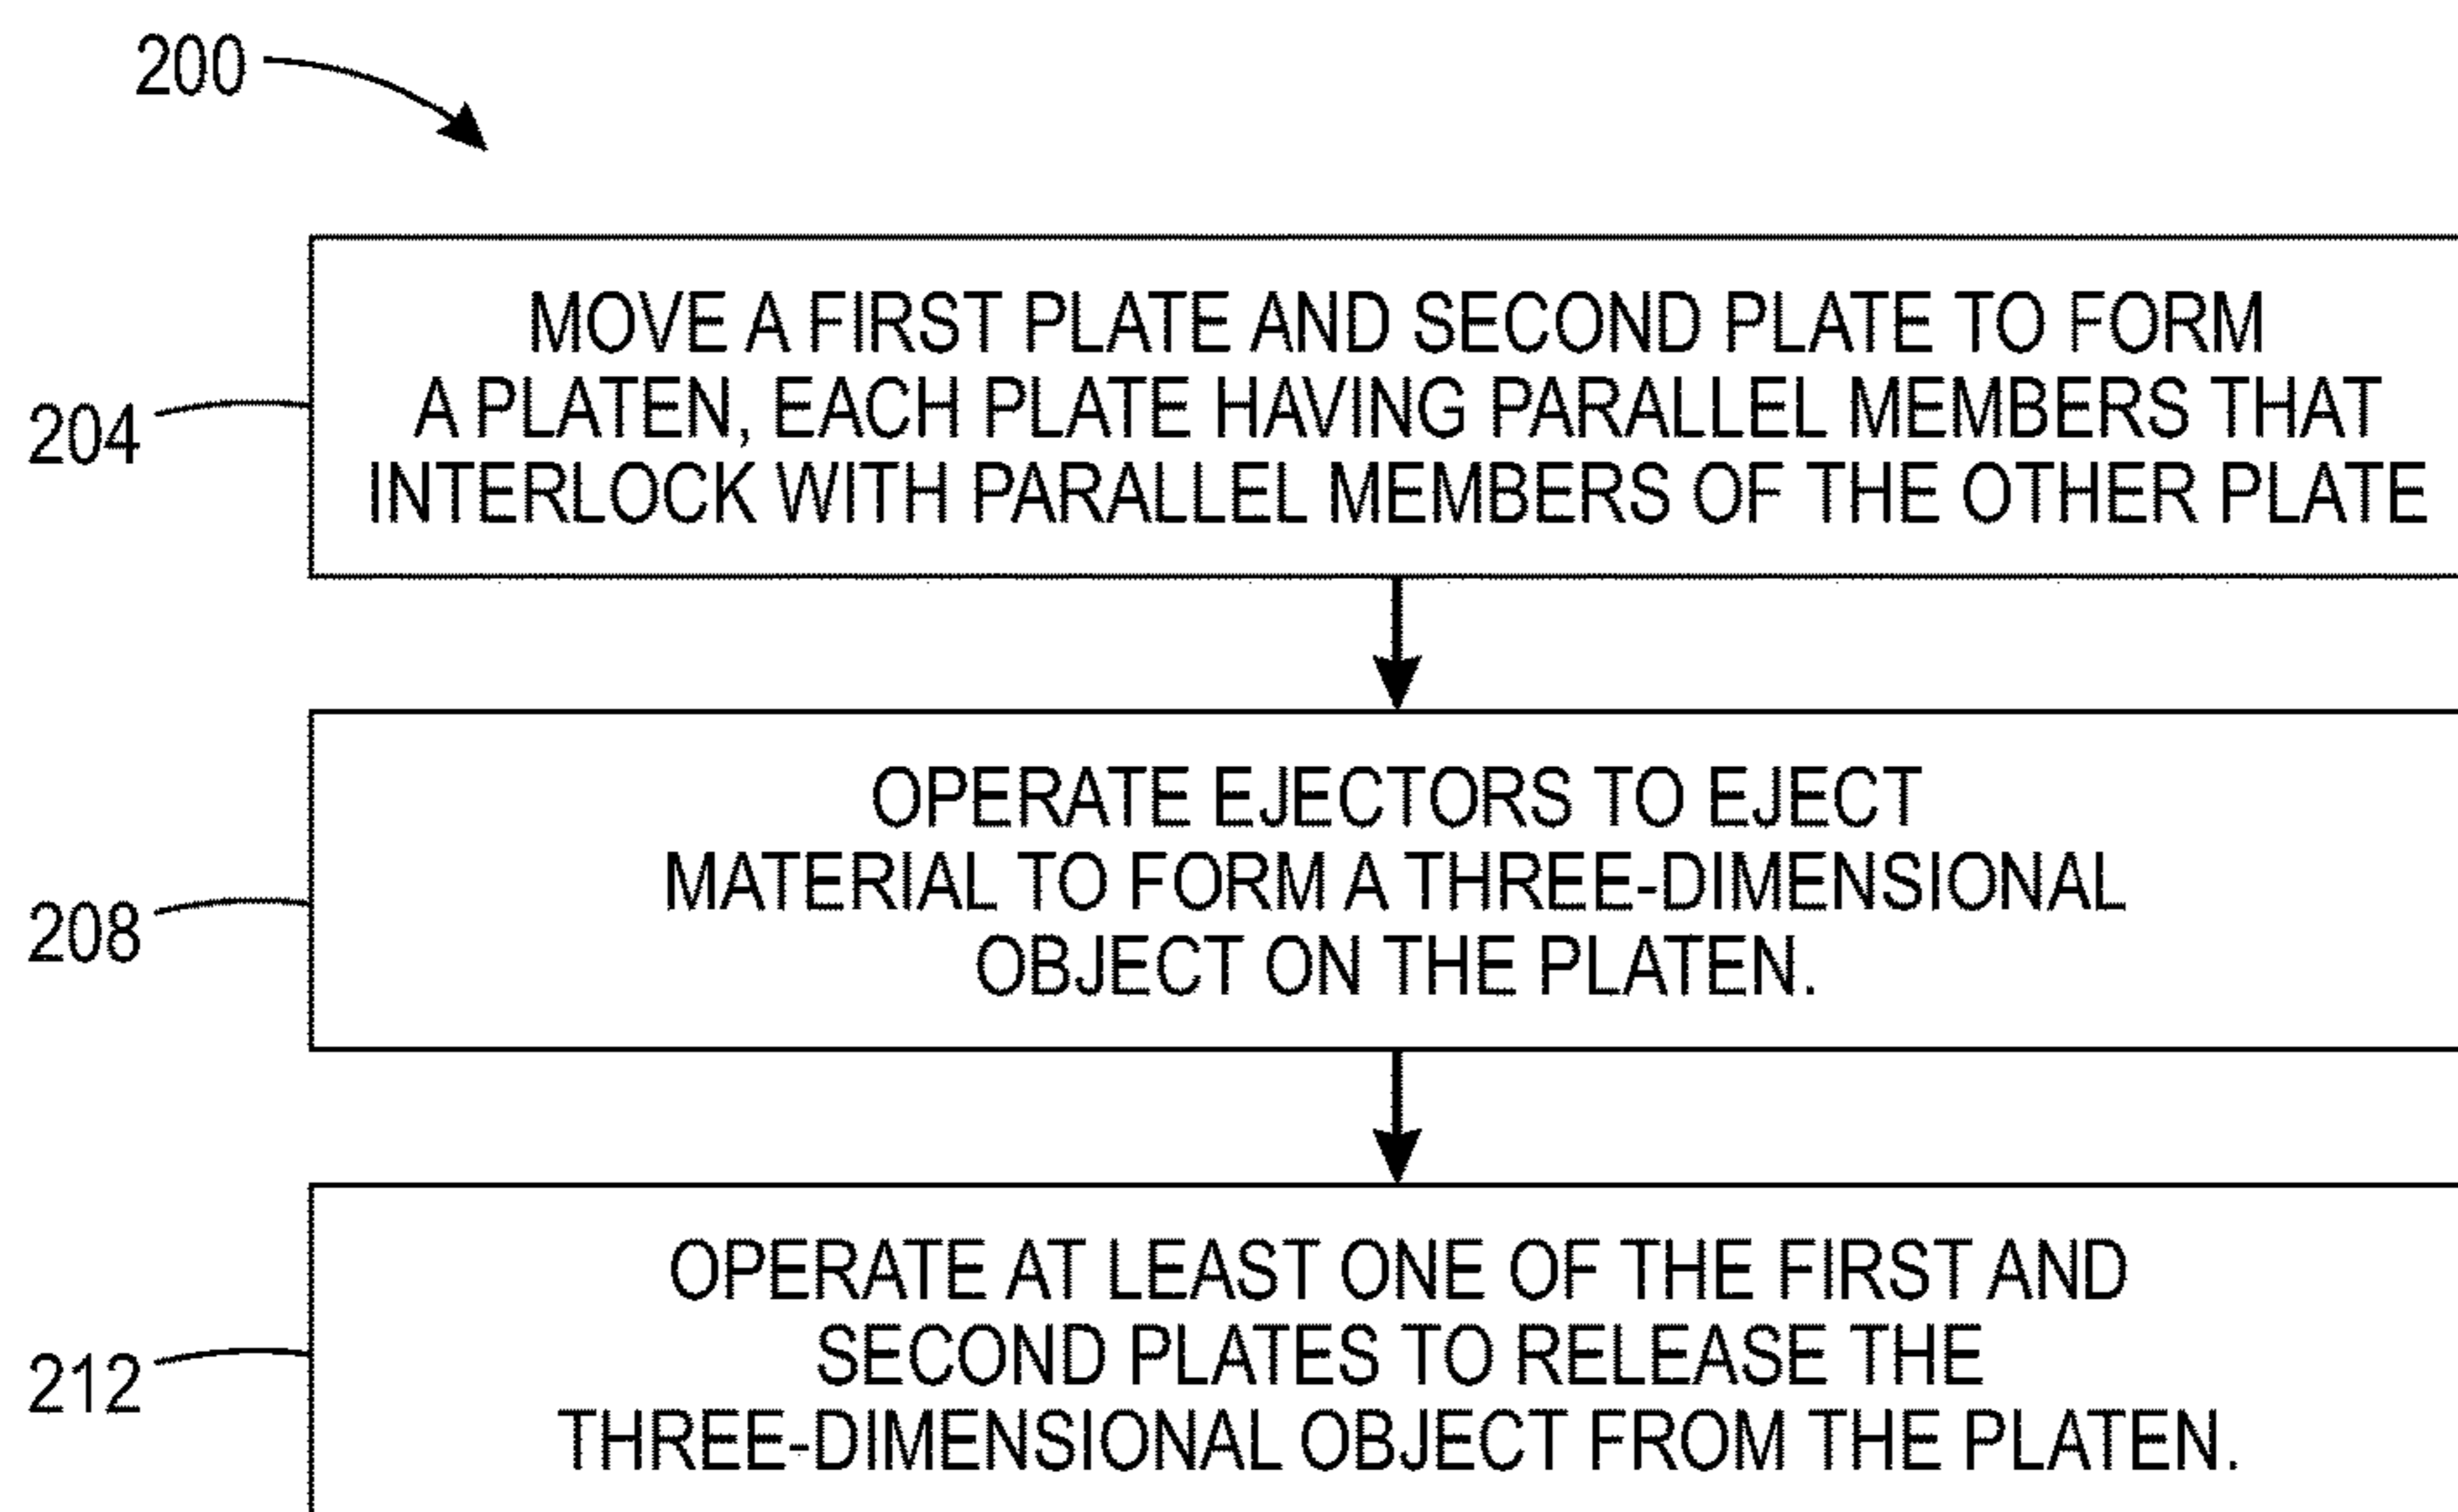 200
204
MOVE A FIRST PLATE AND SECOND PLATE TO FORM
A PLATEN, EACH PLATE HAVING PARALLEL MEMBERS THAT
INTERLOCK WITH PARALLEL MEMBERS OF THE OTHER PLATE
208
OPERATE EJECTORS TO EJECT
MATERIAL TO FORM A THREE-DIMENSIONAL
OBJECT ON THE PLATEN.
212
OPERATE AT LEAST ONE OF THE FIRST AND
SECOND PLATES TO RELEASE THE
THREE-DIMENSIONAL OBJECT FROM THE PLATEN.